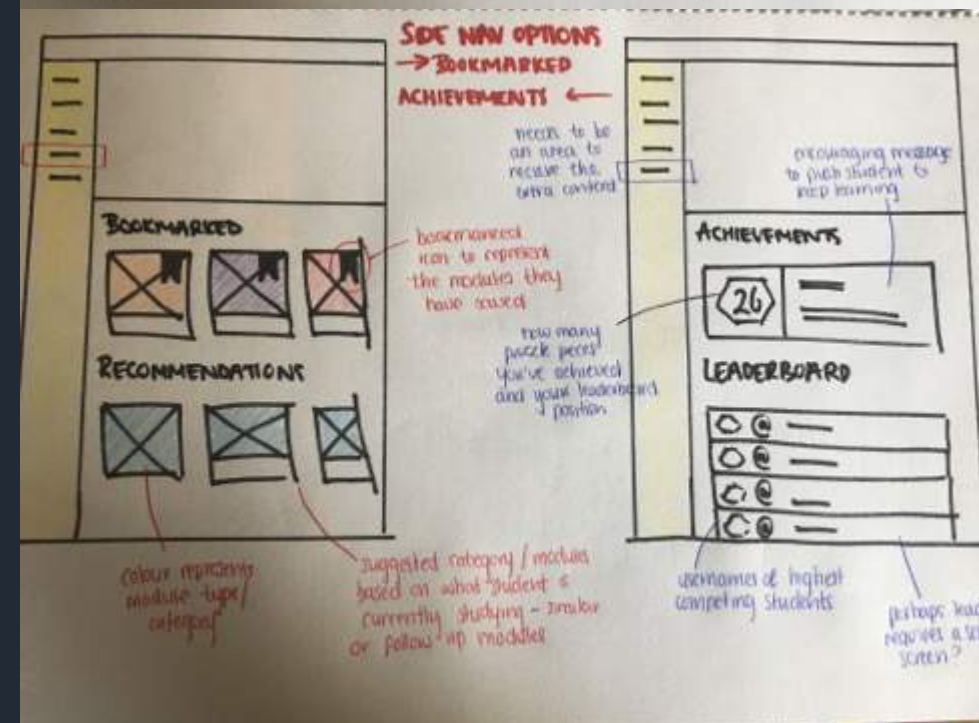 SIDE NAV OPTIONS
→ BOOKMARKED
ACHIEVEMENTS ←
needs to be
an area to
recieve this
extra content
encouraging message
to push student to
keep learning
BOOKMARKED
bookmarked
icon to represent
the modules they
have saved
ACHIEVEMENTS
26
how many
puzzle pieces
you've achieved
and your leaderboard
position
RECOMMENDATIONS
LEADERBOARD
@
@
@
@
colour represents
module type/
category
suggested category / modules
based on what student is
currently studying - similar
or follow up modules
usernames of highest
competing students
perhaps
requires a
screen?